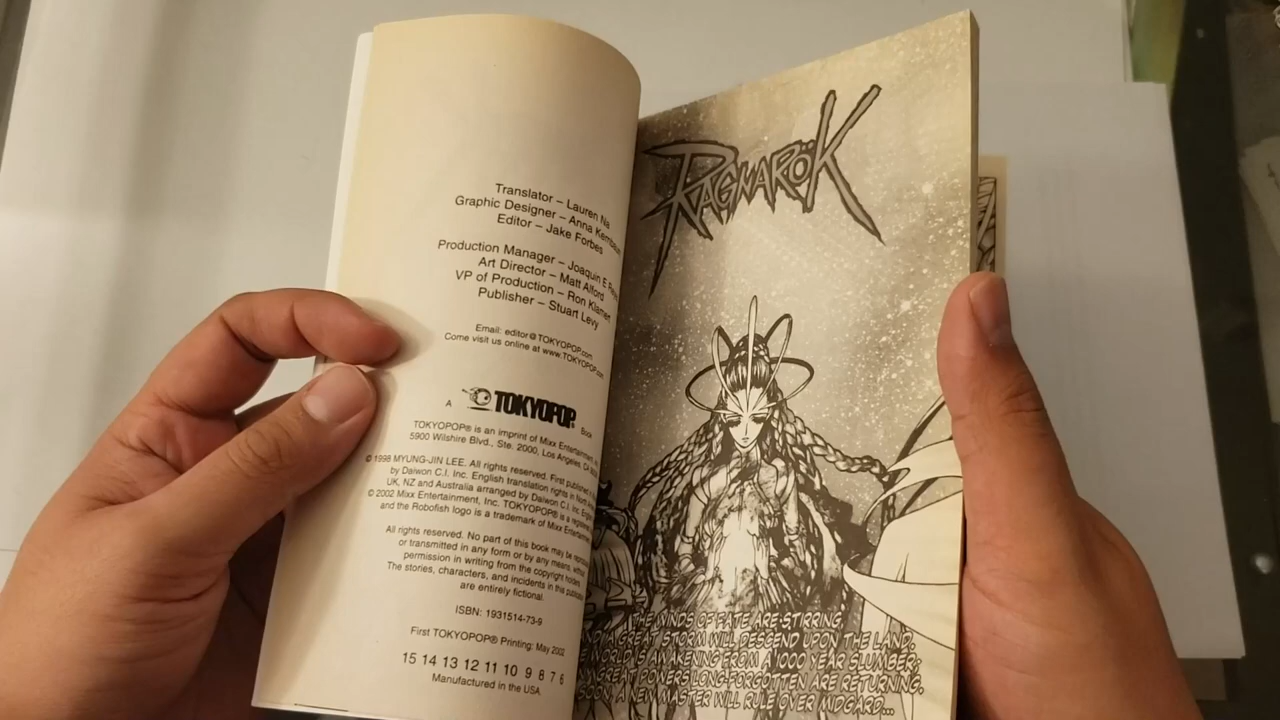 Translator – Lauren Na
Graphic Designer – Anna
Editor – Jake Forbes
Production Manager – Joaquin E
Art Director – Matt Alford
VP of Production – Ron Klamert
Publisher – Stuart Levy
Email: editor@TOKYOPOP.com
Come visit us online at www.TOKYOPOP.com
A TOKYOPOP Book
TOKYOPOP® is an imprint of Mixx Entertainment,
5900 Wilshire Blvd., Ste. 2000, Los Angeles, CA
© 1998 MYUNG-JIN LEE. All rights reserved. First published
by Daiwon C.I. Inc. English translation rights in
UK, NZ and Australia arranged by Daiwon C.I. Inc.
© 2002 Mixx Entertainment, Inc. TOKYOPOP® is a
and the Robofish logo is a trademark of Mixx
All rights reserved. No part of this book may be
or transmitted in any form or by any means without
permission in writing from the copyright holders.
The stories, characters, and incidents in this
are entirely fictional.
ISBN: 1931514-73-9
First TOKYOPOP® Printing: May 2002
15 14 13 12 11 10 9 8 7 6
Manufactured in the USA
RAGNARÖK
THE WINDS OF FATE ARE STIRRING,
A GREAT STORM WILL DESCEND UPON THE LAND.
WORLD IS AWAKENING FROM A 1000 YEAR SLUMBER;
GREAT POWERS LONG-FORGOTTEN ARE RETURNING.
SOON, A NEW MASTER WILL RULE OVER MIDGARD...